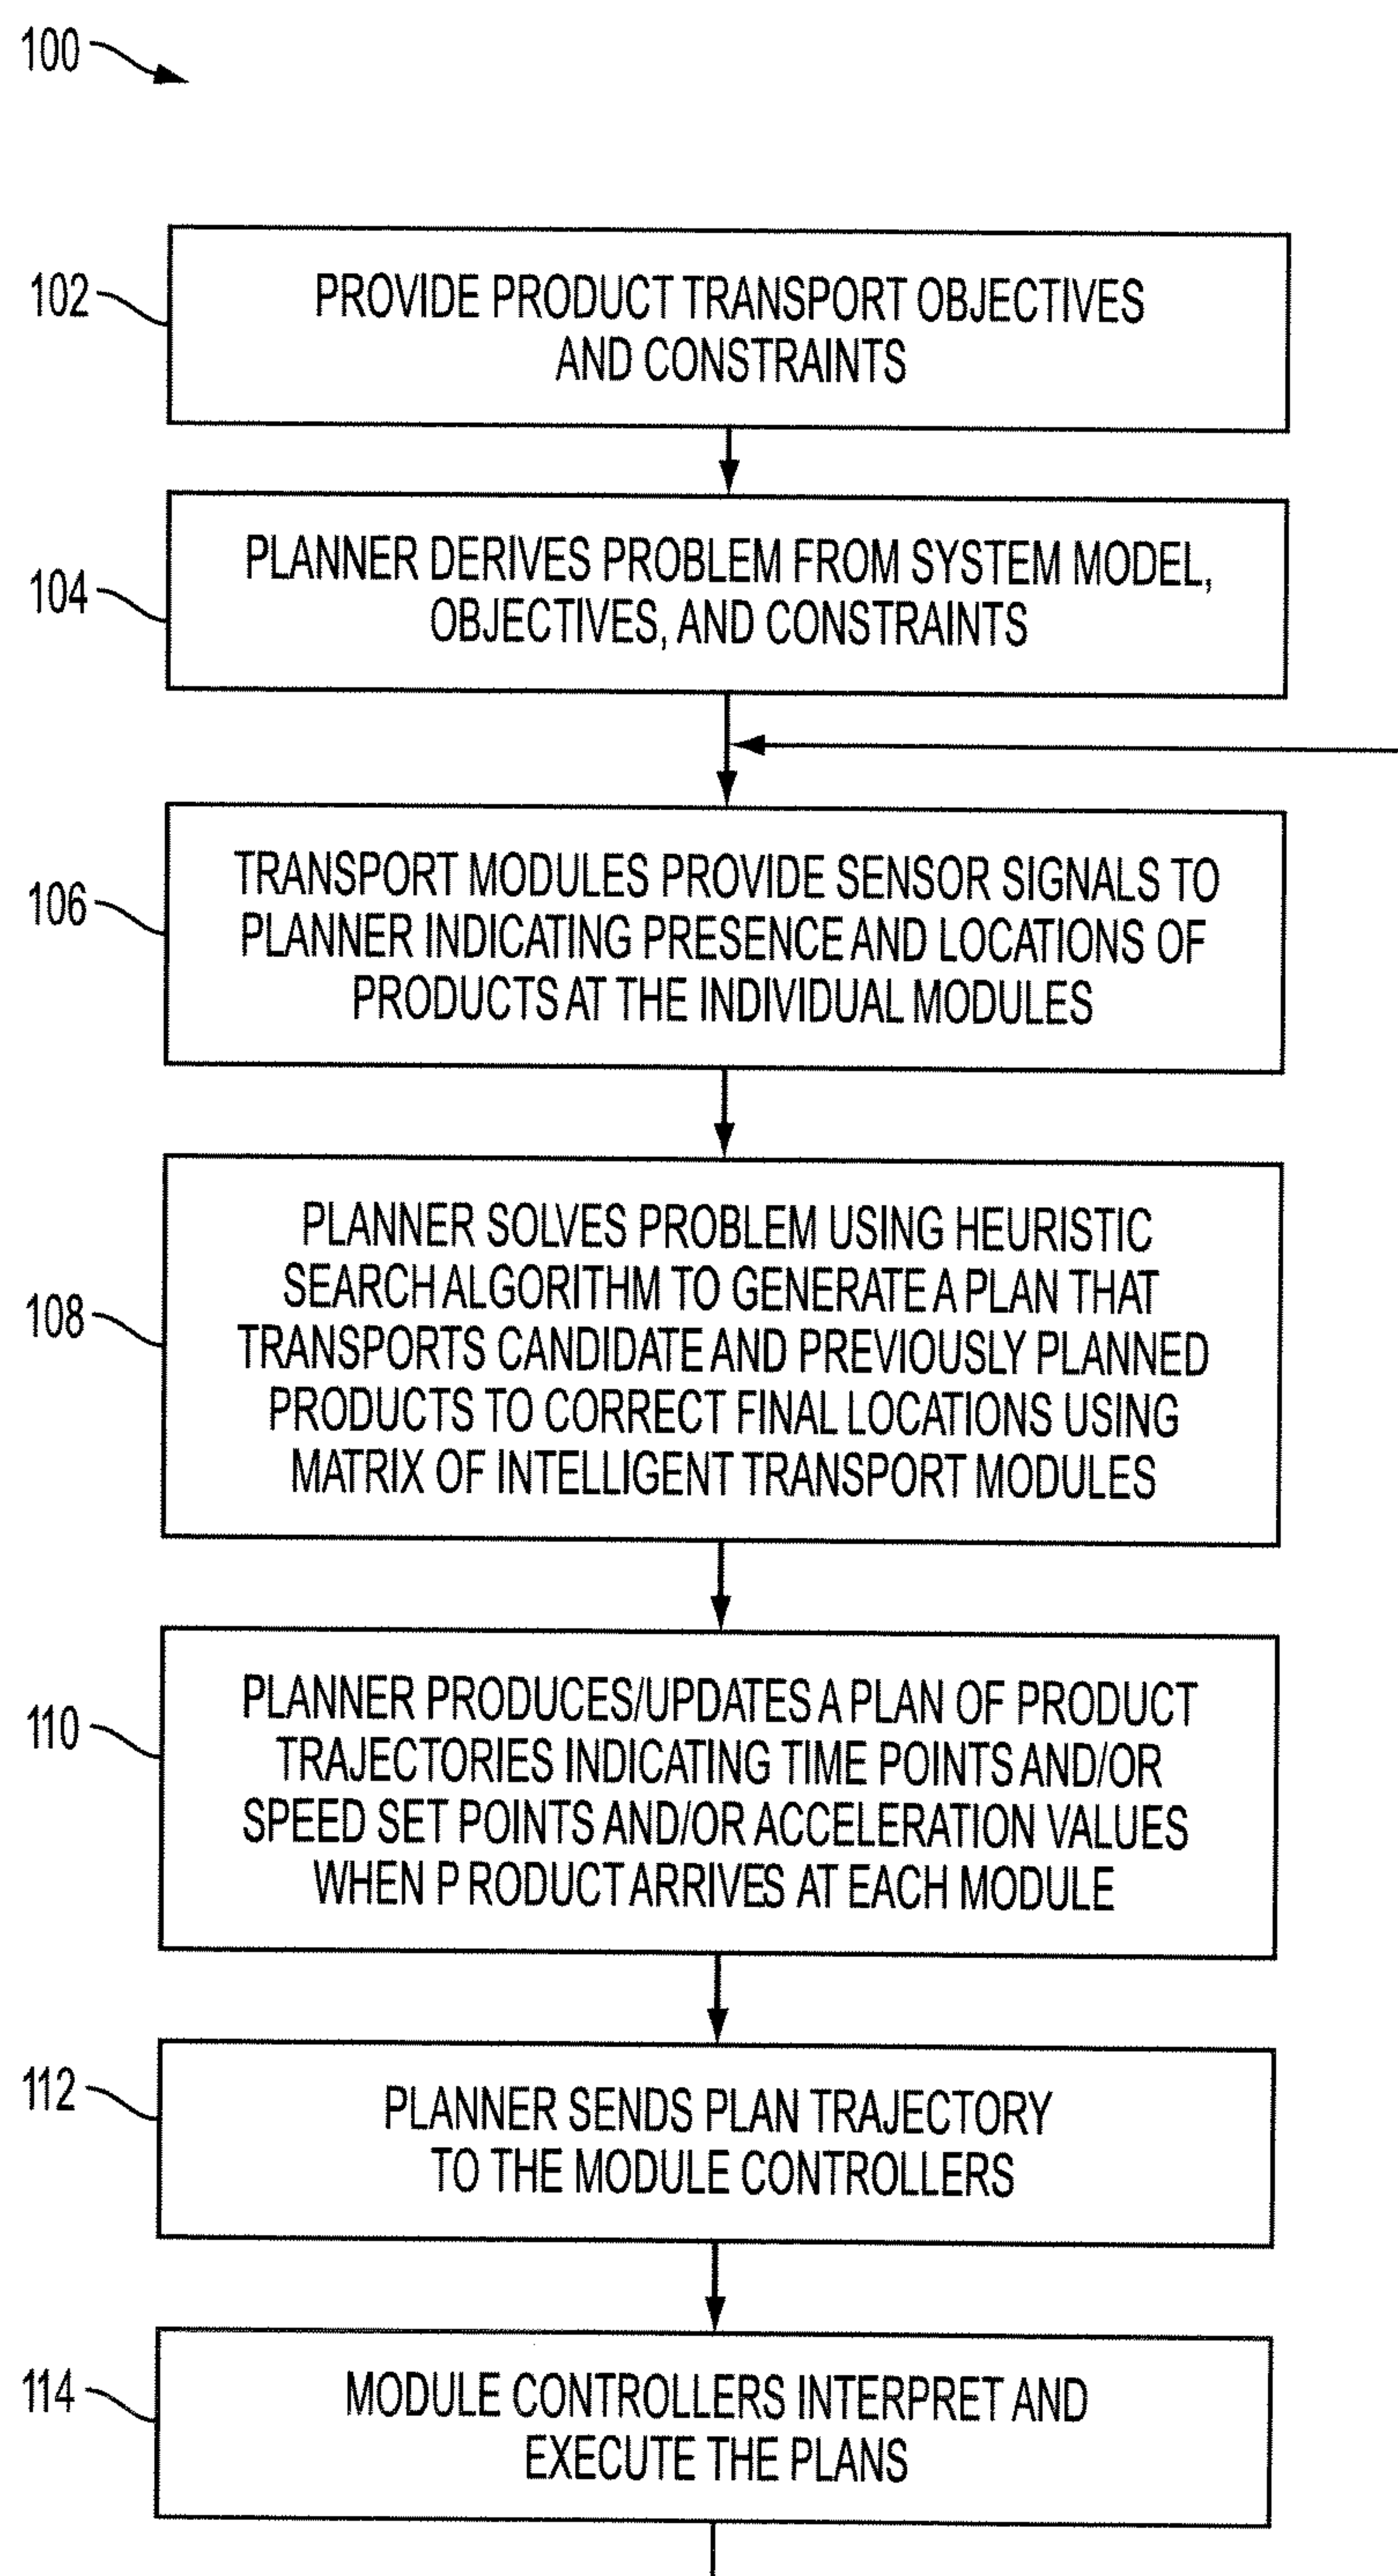 100
102
PROVIDE PRODUCT TRANSPORT OBJECTIVES
AND CONSTRAINTS
104
PLANNER DERIVES PROBLEM FROM SYSTEM MODEL,
OBJECTIVES, AND CONSTRAINTS
106
TRANSPORT MODULES PROVIDE SENSOR SIGNALS TO
PLANNER INDICATING PRESENCE AND LOCATIONS OF
PRODUCTS AT THE INDIVIDUAL MODULES
108
PLANNER SOLVES PROBLEM USING HEURISTIC
SEARCH ALGORITHM TO GENERATE A PLAN THAT
TRANSPORTS CANDIDATE AND PREVIOUSLY PLANNED
PRODUCTS TO CORRECT FINAL LOCATIONS USING
MATRIX OF INTELLIGENT TRANSPORT MODULES
110
PLANNER PRODUCES/UPDATES A PLAN OF PRODUCT
TRAJECTORIES INDICATING TIME POINTS AND/OR
SPEED SET POINTS AND/OR ACCELERATION VALUES
WHEN P RODUCT ARRIVES AT EACH MODULE
112
PLANNER SENDS PLAN TRAJECTORY
TO THE MODULE CONTROLLERS
114
MODULE CONTROLLERS INTERPRET AND
EXECUTE THE PLANS